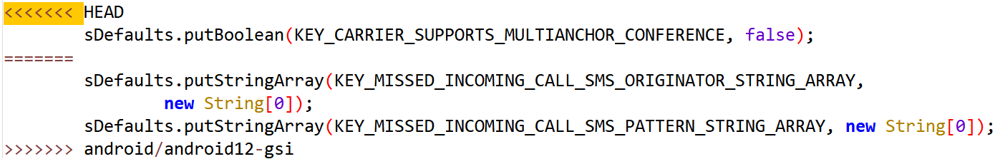 <<<<<<< HEAD
        sDefaults.putBoolean(KEY_CARRIER_SUPPORTS_MULTIANCHOR_CONFERENCE, false);
=======
        sDefaults.putStringArray(KEY_MISSED_INCOMING_CALL_SMS_ORIGINATOR_STRING_ARRAY,
                new String[0]);
        sDefaults.putStringArray(KEY_MISSED_INCOMING_CALL_SMS_PATTERN_STRING_ARRAY, new String[0]);
>>>>>>> android/android12-gsi